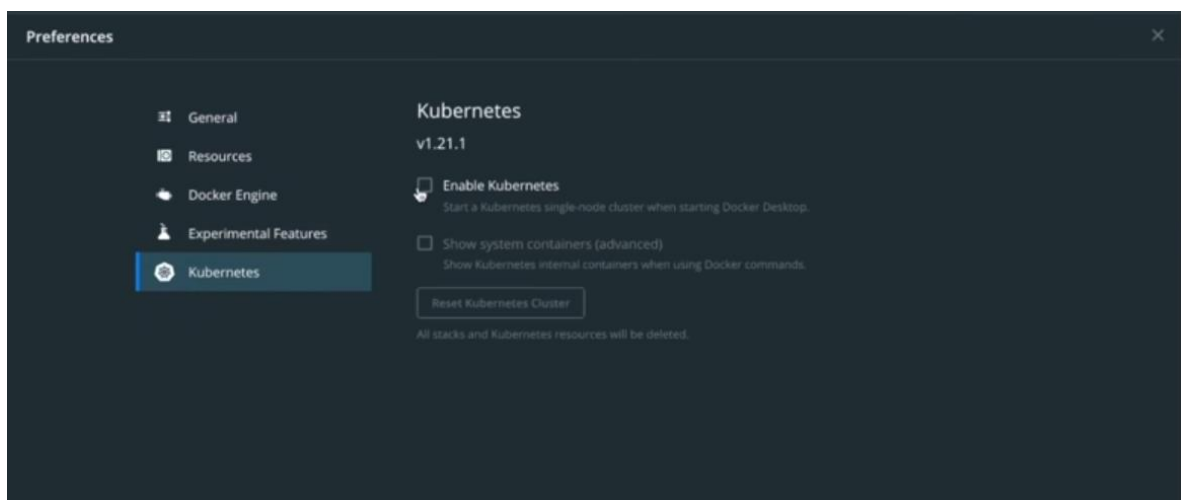 Preferences
General
Resources
Docker Engine
Experimental Features
Kubernetes
Kubernetes
v1.21.1
Enable Kubernetes
Start a Kubernetes single-node cluster when starting Docker Desktop.
Show system containers (advanced)
Show Kubernetes internal containers when using Docker commands.
Reset Kubernetes Cluster
All stacks and Kubernetes resources will be deleted.